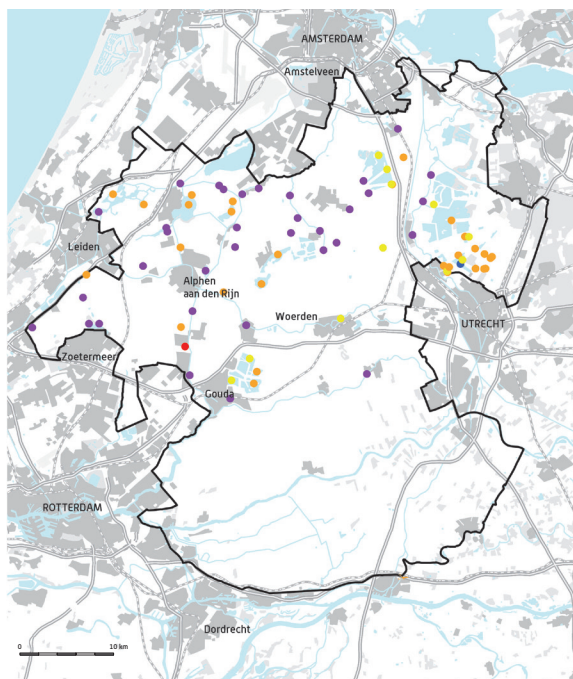 AMSTERDAM
Amstelveen
Leiden
Alphen
aan den Rijn
Woerden
UTRECHT
Zoetermeer
Gouda
ROTTERDAM
Dordrecht
0 10 km